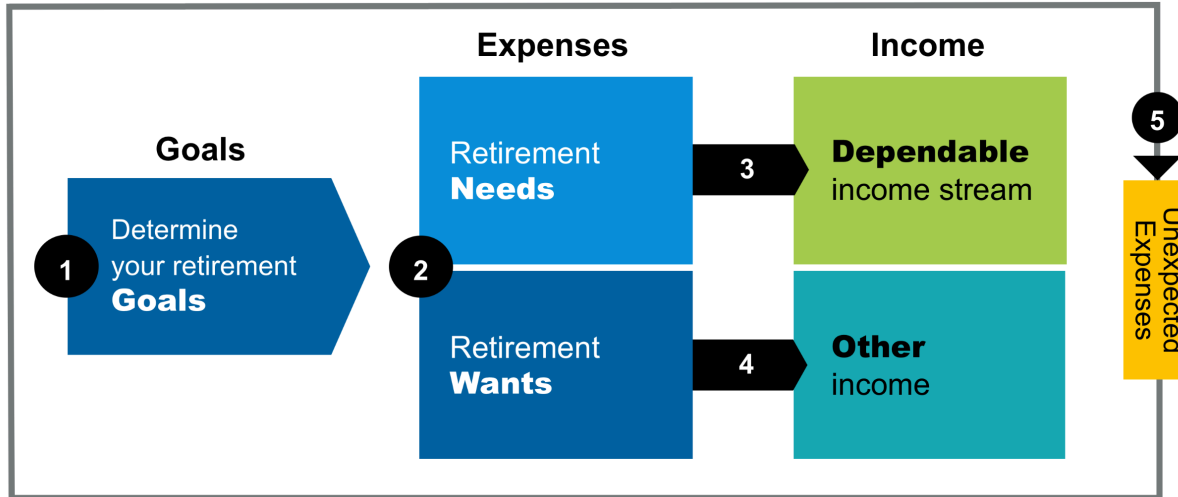 Goals
1
Determine
your retirement
Goals
Expenses
2
Retirement
Needs
Retirement
Wants
3
4
Income
Dependable
income stream
Other
income
5
Unexpected
Expenses